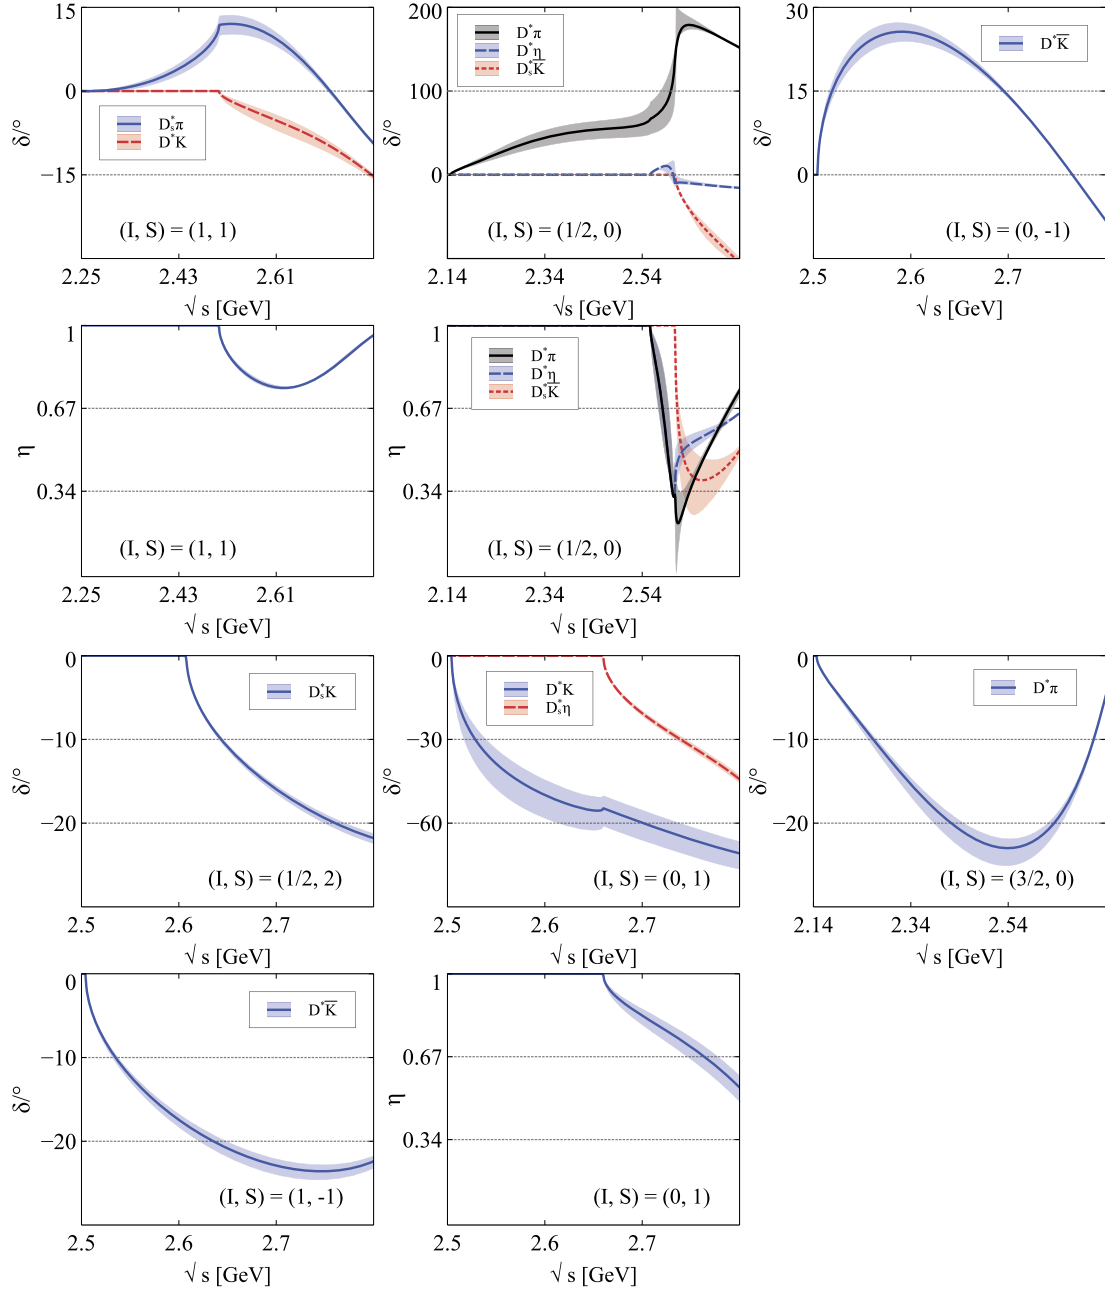 15
0
−15
δ/°
D*sπ
D*K
(I, S) = (1, 1)
2.25
2.43
2.61
√ s [GeV]
200
100
0
δ/°
D*π
D*η
D*sK̅
(I, S) = (1/2, 0)
2.14
2.34
2.54
√s [GeV]
30
15
0
δ/°
D*K̅
(I, S) = (0, -1)
2.5
2.6
2.7
√ s [GeV]
1
0.67
0.34
η
(I, S) = (1, 1)
2.25
2.43
2.61
√ s [GeV]
1
0.67
0.34
η
D*π
D*η
D*sK̅
(I, S) = (1/2, 0)
2.14
2.34
2.54
√ s [GeV]
0
−10
−20
δ/°
D*sK
(I, S) = (1/2, 2)
2.5
2.6
2.7
√ s [GeV]
0
−30
−60
δ/°
D*K
D*sη
(I, S) = (0, 1)
2.5
2.6
2.7
√ s [GeV]
0
−10
−20
δ/°
D*π
(I, S) = (3/2, 0)
2.14
2.34
2.54
√ s [GeV]
0
−10
−20
δ/°
D*K̅
(I, S) = (1, -1)
2.5
2.6
2.7
√ s [GeV]
1
0.67
0.34
η
(I, S) = (0, 1)
2.5
2.6
2.7
√ s [GeV]